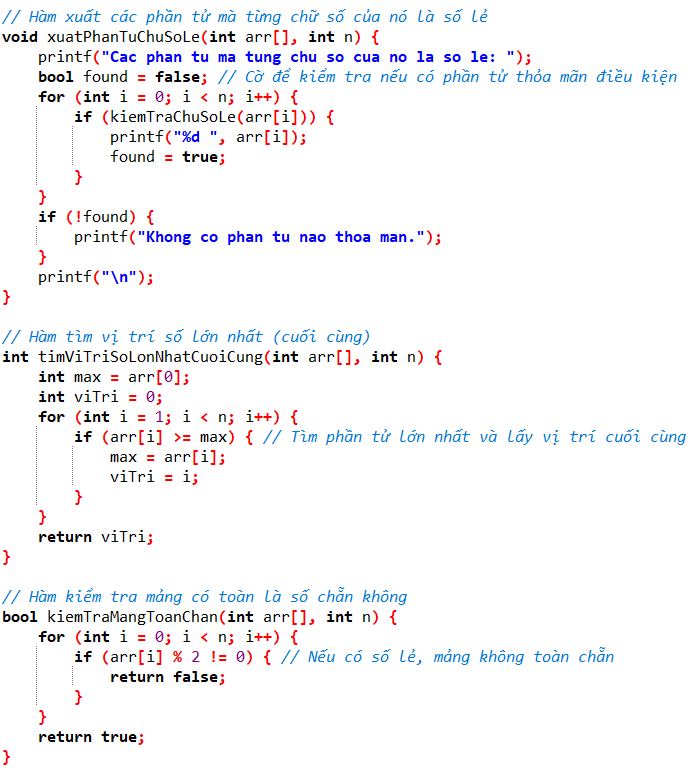 // Hàm xuất các phần tử mà từng chữ số của nó là số lẻ
void xuatPhanTuChuSoLe(int arr[], int n) {
    printf("Cac phan tu ma tung chu so cua no la so le: ");
    bool found = false; // Cờ để kiểm tra nếu có phần tử thỏa mãn điều kiện
    for (int i = 0; i < n; i++) {
        if (kiemTraChuSoLe(arr[i])) {
            printf("%d ", arr[i]);
            found = true;
        }
    }
    if (!found) {
        printf("Khong co phan tu nao thoa man.");
    }
    printf("\n");
}

// Hàm tìm vị trí số lớn nhất (cuối cùng)
int timViTriSoLonNhatCuoiCung(int arr[], int n) {
    int max = arr[0];
    int viTri = 0;
    for (int i = 1; i < n; i++) {
        if (arr[i] >= max) { // Tìm phần tử lớn nhất và lấy vị trí cuối cùng
            max = arr[i];
            viTri = i;
        }
    }
    return viTri;
}

// Hàm kiểm tra mảng có toàn là số chẵn không
bool kiemTraMangToanChan(int arr[], int n) {
    for (int i = 0; i < n; i++) {
        if (arr[i] % 2 != 0) { // Nếu có số lẻ, mảng không toàn chẵn
            return false;
        }
    }
    return true;
}